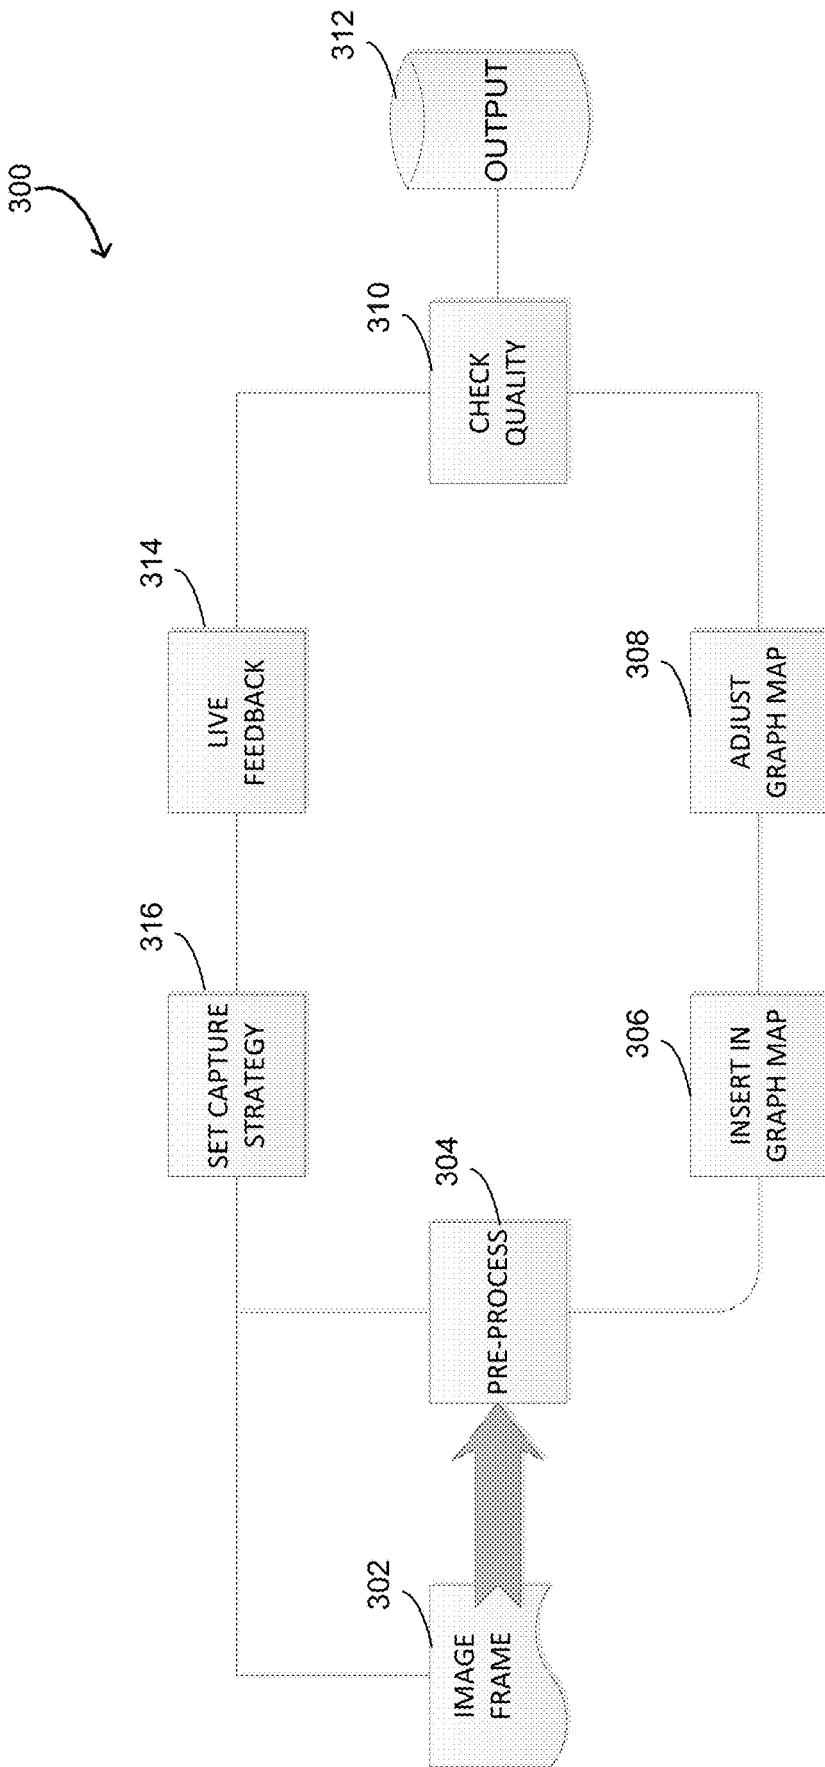 300
302
IMAGE
FRAME
304
PRE-PROCESS
306
INSERT IN
GRAPH MAP
308
ADJUST
GRAPH MAP
310
CHECK
QUALITY
312
OUTPUT
314
LIVE
FEEDBACK
316
SET CAPTURE
STRATEGY